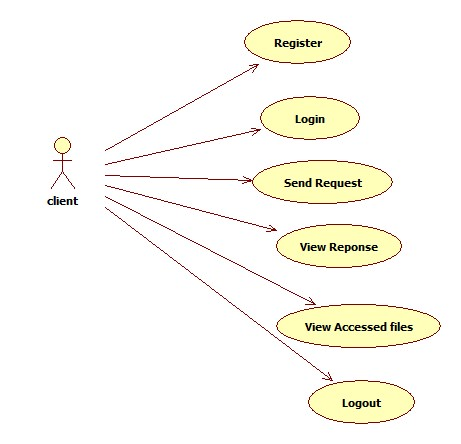 Register
Login
client
Send Request
View Reponse
View Accessed files
Logout